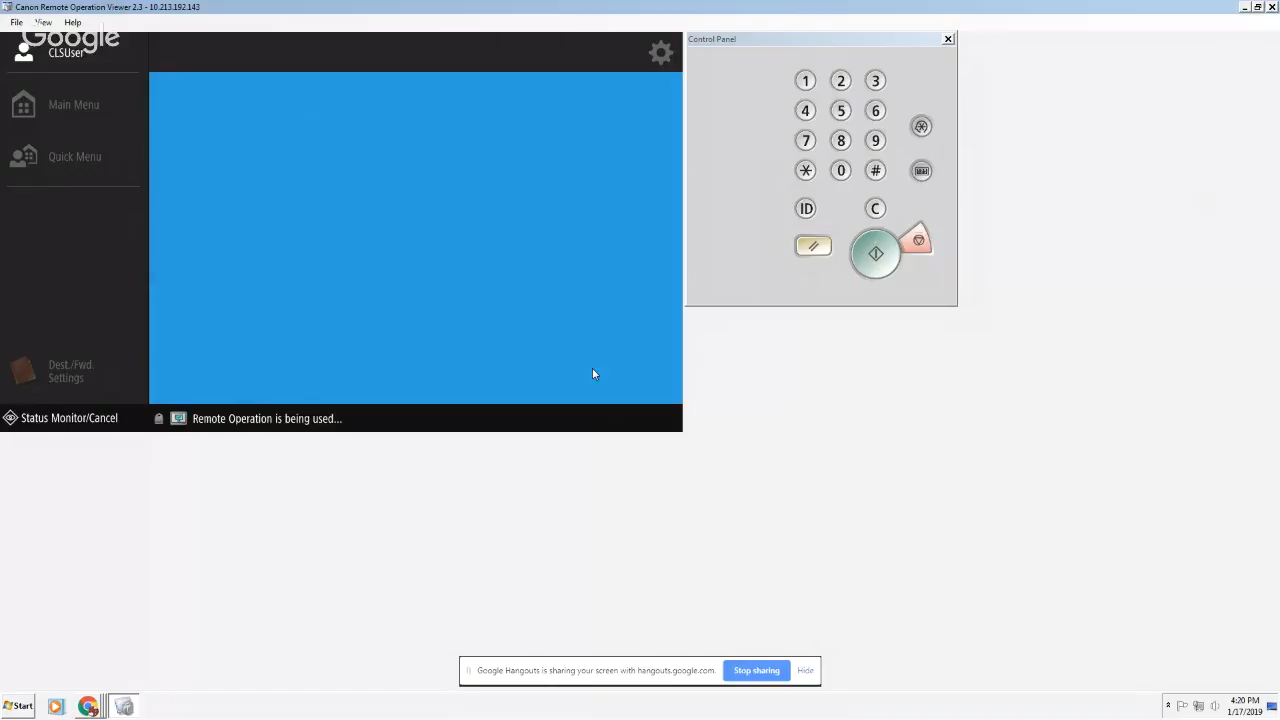 Canon Remote Operation Viewer 2.3 - 10.213.192.143
File View Help
Google
CLSUser
Main Menu
Quick Menu
Dest./Fwd.
Settings
Status Monitor/Cancel
Remote Operation is being used...
Control Panel
1 2 3
4 5 6
7 8 9
* 0 #
ID C
Google Hangouts is sharing your screen with hangouts.google.com. Stop sharing Hide
Start
4:20 PM
1/17/2019